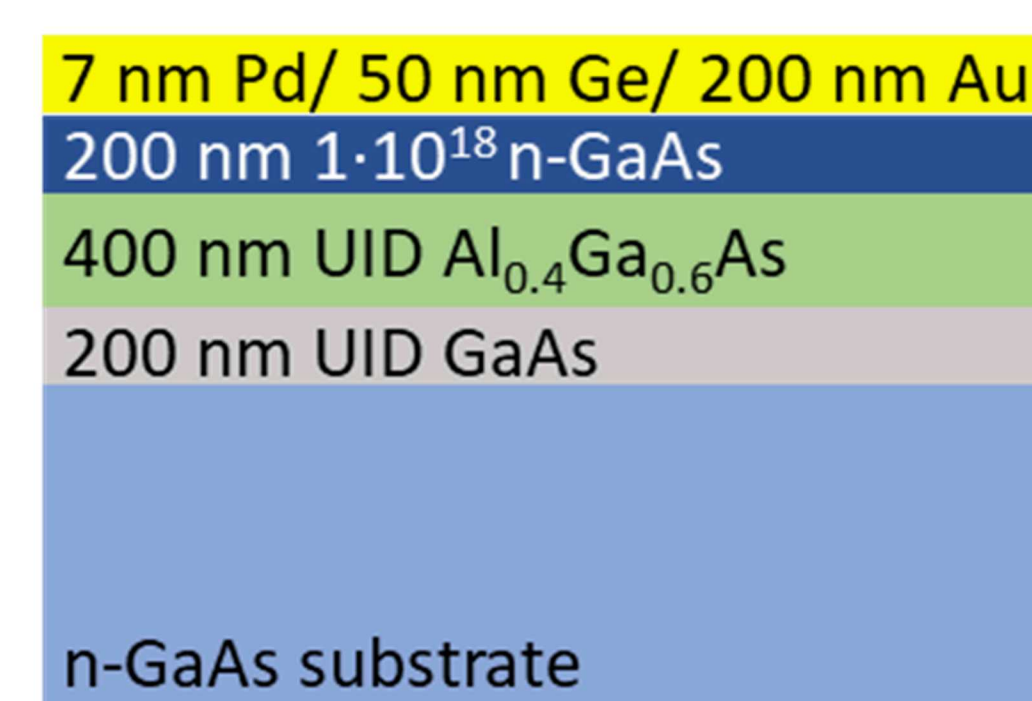 7 nm Pd/ 50 nm Ge/ 200 nm Au
200 nm 1·10¹⁸ n-GaAs
400 nm UID Al₀.₄Ga₀.₆As
200 nm UID GaAs
n-GaAs substrate